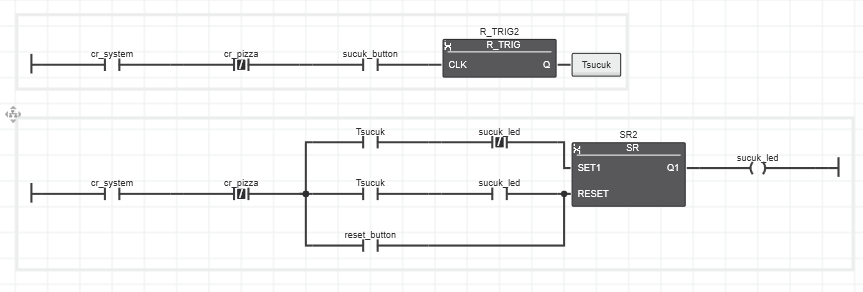 R_TRIG2
cr_system cr_pizza sucuk_button R_TRIG
CLK Q Tsucuk
SR2
Tsucuk sucuk_led SR
SET1 Q1 sucuk_led
cr_system cr_pizza Tsucuk sucuk_led RESET
reset_button